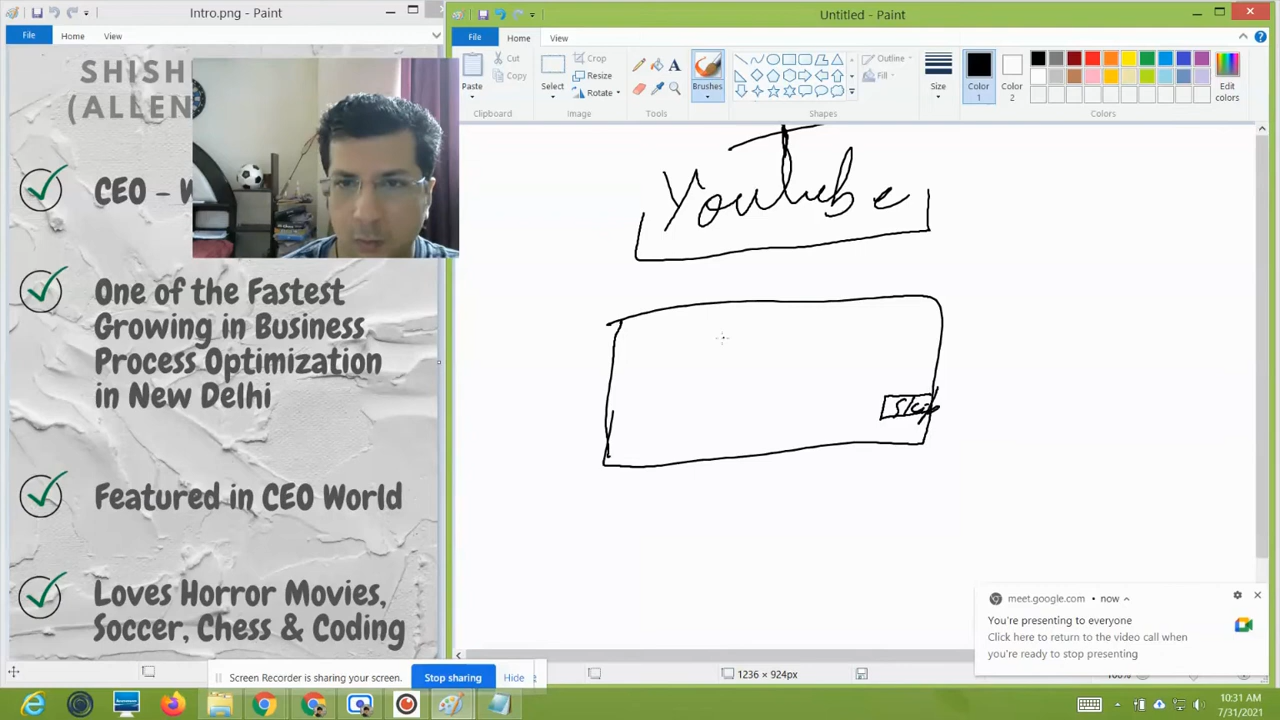 Intro.png - Paint
File
Home
View
SHISH
(ALLEN
CEO - W
One of the Fastest
Growing in Business
Process Optimization
in New Delhi
Featured in CEO World
Loves Horror Movies,
Soccer, Chess & Coding
Untitled - Paint
File
Home
View
Paste
Cut
Copy
Clipboard
Select
Crop
Resize
Rotate
Image
A
Tools
Brushes
Outline
Fill
Shapes
Size
Color
1
Color
2
Edit
colors
Colors
Youtube
Skip
meet.google.com • now
You're presenting to everyone
Click here to return to the video call when
you're ready to stop presenting
Screen Recorder is sharing your screen.
Stop sharing
Hide
1236 × 924px
100%
10:31 AM
7/31/2021